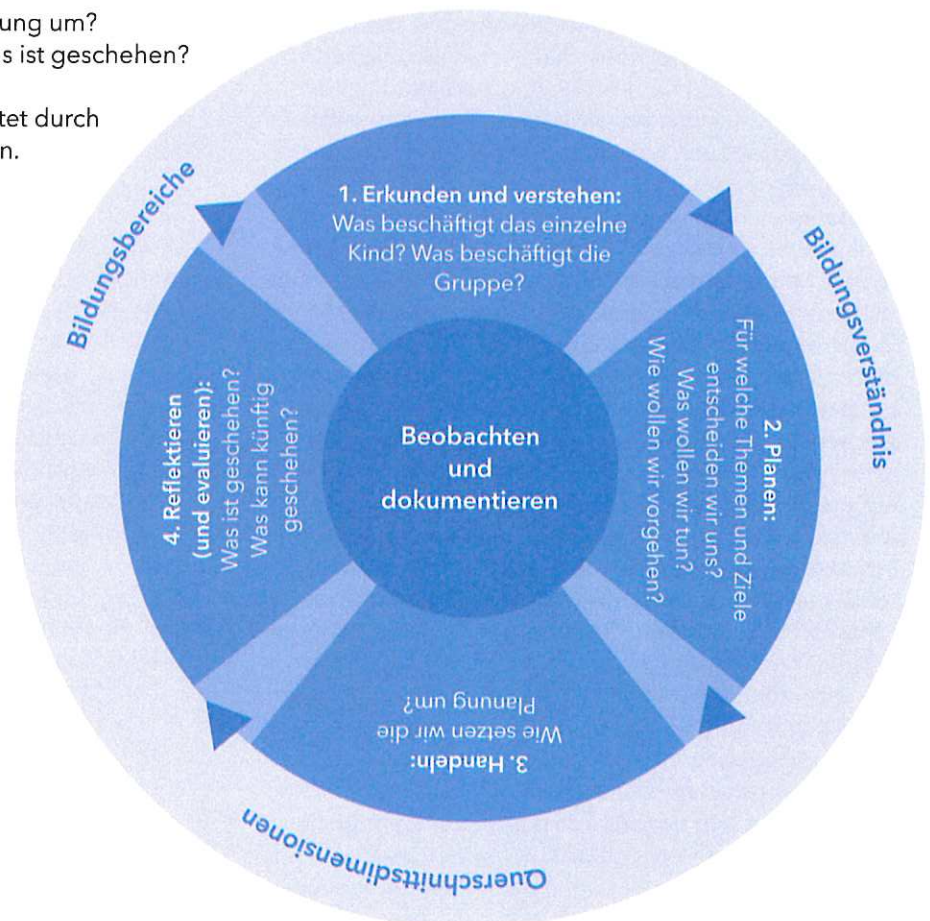 ung um?
s ist geschehen?
tet durch
n.
Bildungsbereiche
Bildungsverständnis
Querschnittsdimensionen
1. Erkunden und verstehen:
Was beschäftigt das einzelne
Kind? Was beschäftigt die
Gruppe?
2. Planen:
Für welche Themen und Ziele
entscheiden wir uns?
Was wollen wir tun?
Wie wollen wir vorgehen?
3. Handeln:
Wie setzen wir die
Planung um?
4. Reflektieren
(und evaluieren):
Was ist geschehen?
Was kann künftig
geschehen?
Beobachten
und
dokumentieren